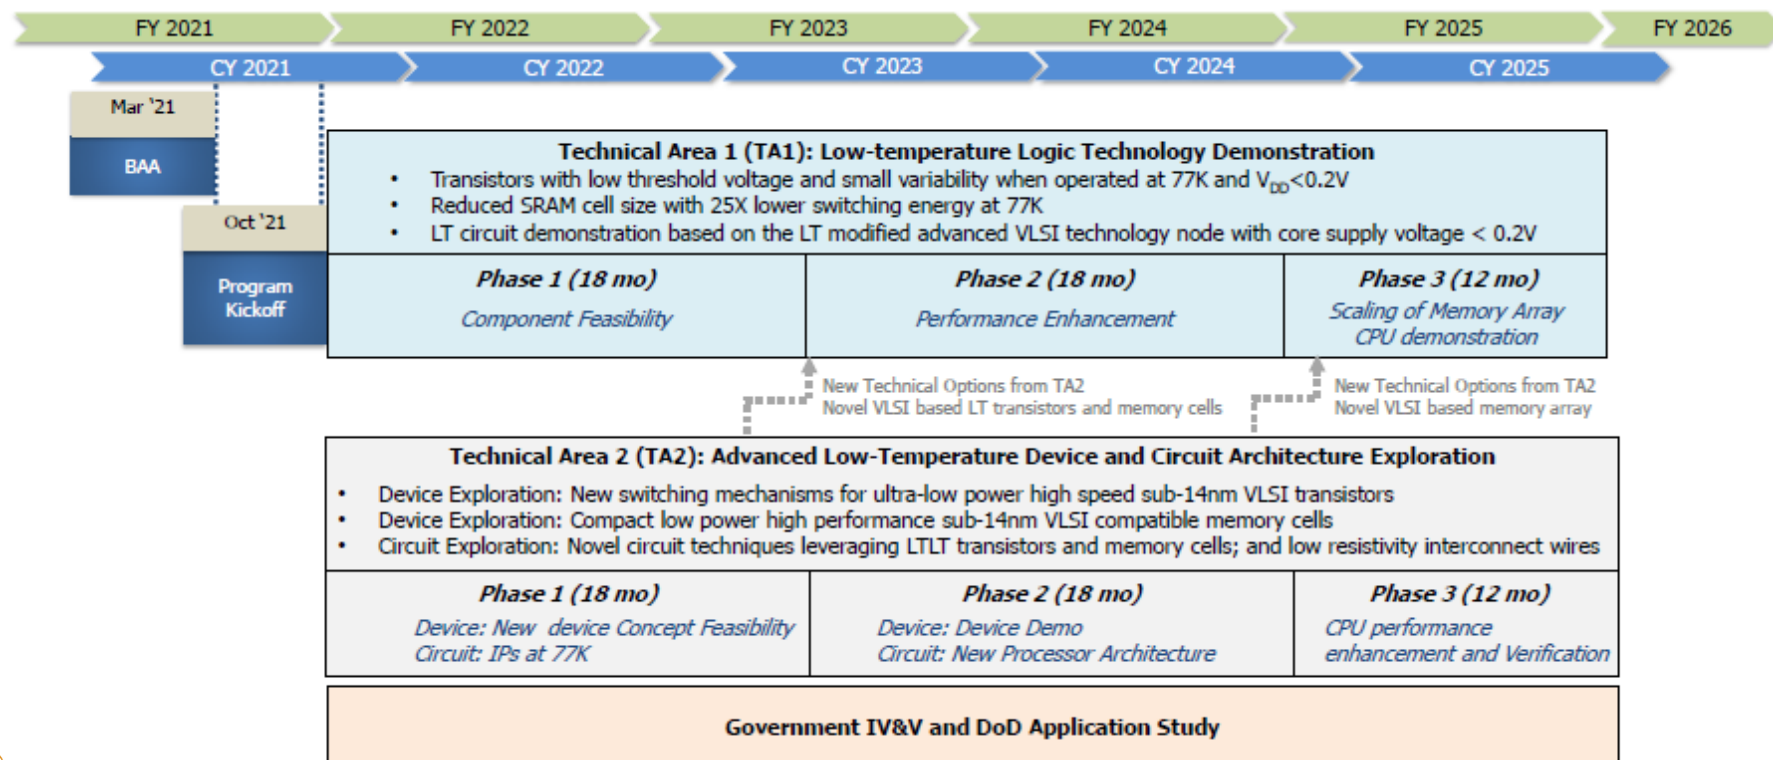 FY 2021 FY 2022 FY 2023 FY 2024 FY 2025 FY 2026
CY 2021 CY 2022 CY 2023 CY 2024 CY 2025
Mar '21
BAA
Oct '21
Program
Kickoff
Technical Area 1 (TA1): Low-temperature Logic Technology Demonstration
• Transistors with low threshold voltage and small variability when operated at 77K and VDD<0.2V
• Reduced SRAM cell size with 25X lower switching energy at 77K
• LT circuit demonstration based on the LT modified advanced VLSI technology node with core supply voltage < 0.2V
Phase 1 (18 mo)
Component Feasibility
Phase 2 (18 mo)
Performance Enhancement
Phase 3 (12 mo)
Scaling of Memory Array
CPU demonstration
New Technical Options from TA2
Novel VLSI based LT transistors and memory cells
New Technical Options from TA2
Novel VLSI based memory array
Technical Area 2 (TA2): Advanced Low-Temperature Device and Circuit Architecture Exploration
• Device Exploration: New switching mechanisms for ultra-low power high speed sub-14nm VLSI transistors
• Device Exploration: Compact low power high performance sub-14nm VLSI compatible memory cells
• Circuit Exploration: Novel circuit techniques leveraging LTLT transistors and memory cells; and low resistivity interconnect wires
Phase 1 (18 mo)
Device: New device Concept Feasibility
Circuit: IPs at 77K
Phase 2 (18 mo)
Device: Device Demo
Circuit: New Processor Architecture
Phase 3 (12 mo)
CPU performance
enhancement and Verification
Government IV&V and DoD Application Study